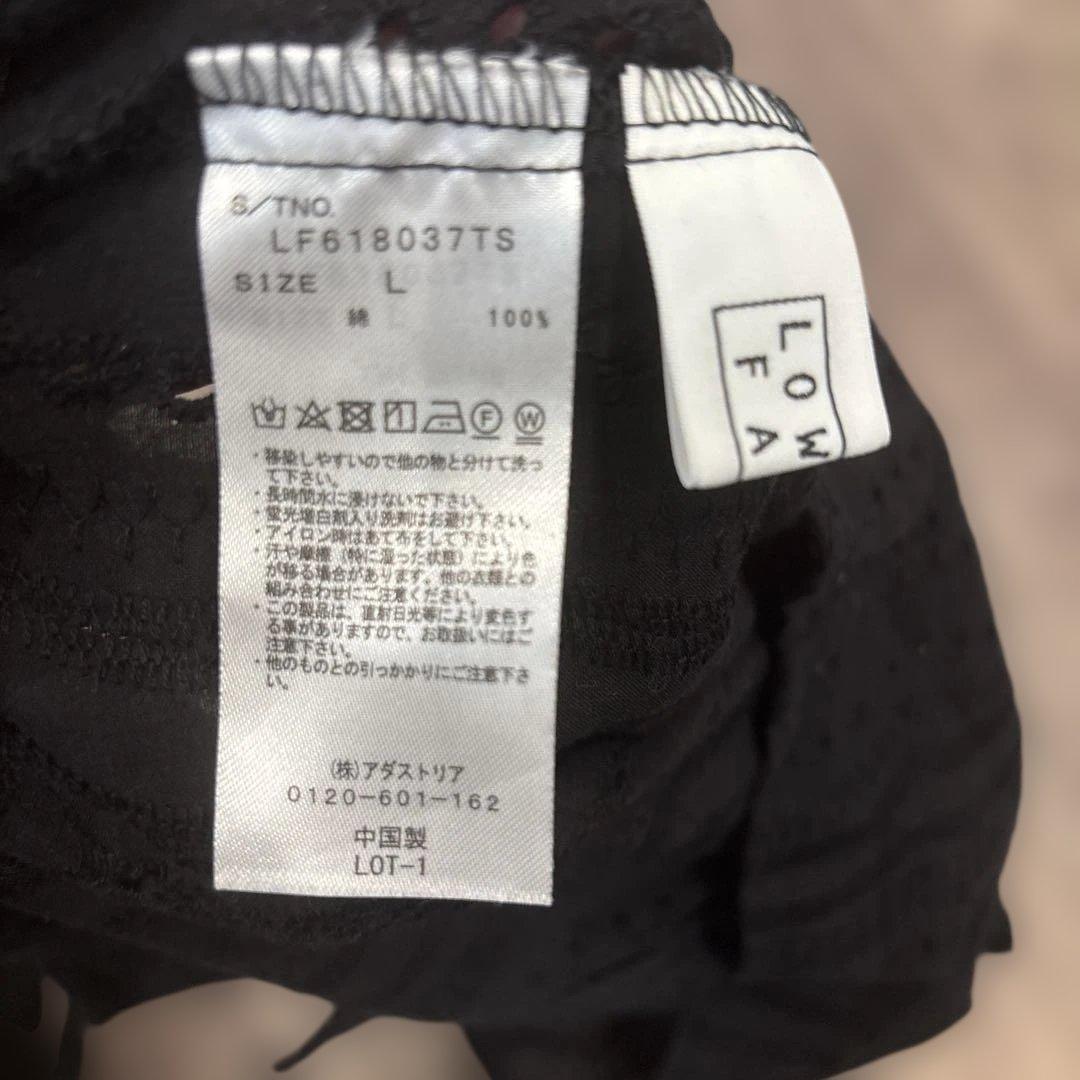 S/TNO.
LF618037TS
SIZE L
綿 100%
・移染しやすいので他の物と分けて洗っ
て下さい。
・長時間水に浸けないで下さい。
・蛍光増白剤入り洗剤はお避け下さい。
・アイロン時はあて布をして下さい。
・汗や摩擦（特に湿った状態）により色
が移る場合があります。他の衣類との
組み合わせにご注意ください。
・この製品は、直射日光等により変色す
る事がありますので、お取扱いにはご
注意下さい。
・他のものとの引っかかりにご注意下さ
い。
(株)アダストリア
0120-601-162
中国製
LOT-1
LOW
FA